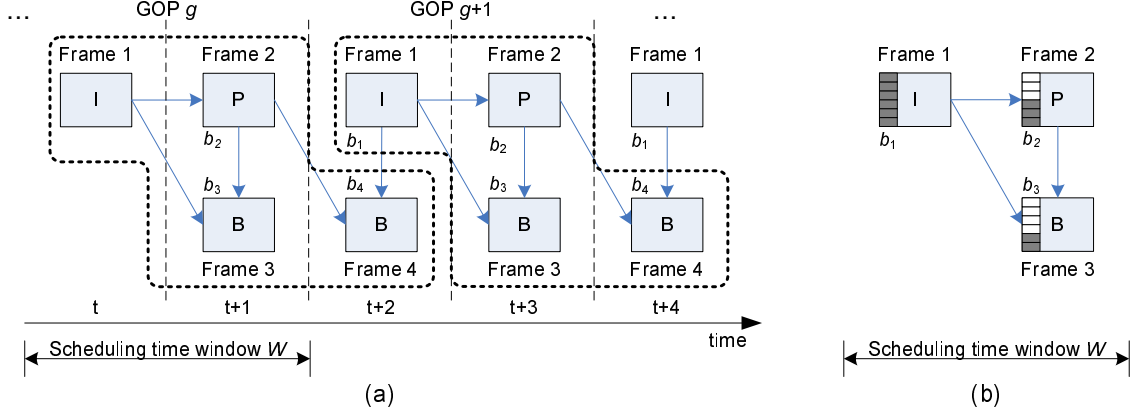 ... GOP g GOP g+1 ...
Frame 1 Frame 2 Frame 1 Frame 2 Frame 1 Frame 1 Frame 2
I P I P I I P
b2 b1 b2 b1 b1 b2
b3 b4 b3 b4 b3
B B B B B
Frame 3 Frame 4 Frame 3 Frame 4 Frame 3
t t+1 t+2 t+3 t+4
time
Scheduling time window W Scheduling time window W
(a) (b)